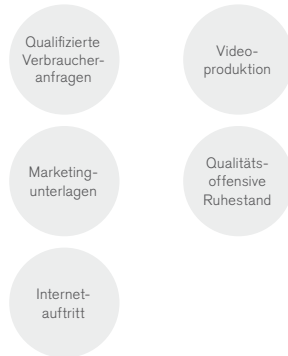 Qualifizierte
Verbraucher-
anfragen
Video-
produktion
Marketing-
unterlagen
Qualitäts-
offensive
Ruhestand
Internet-
auftritt